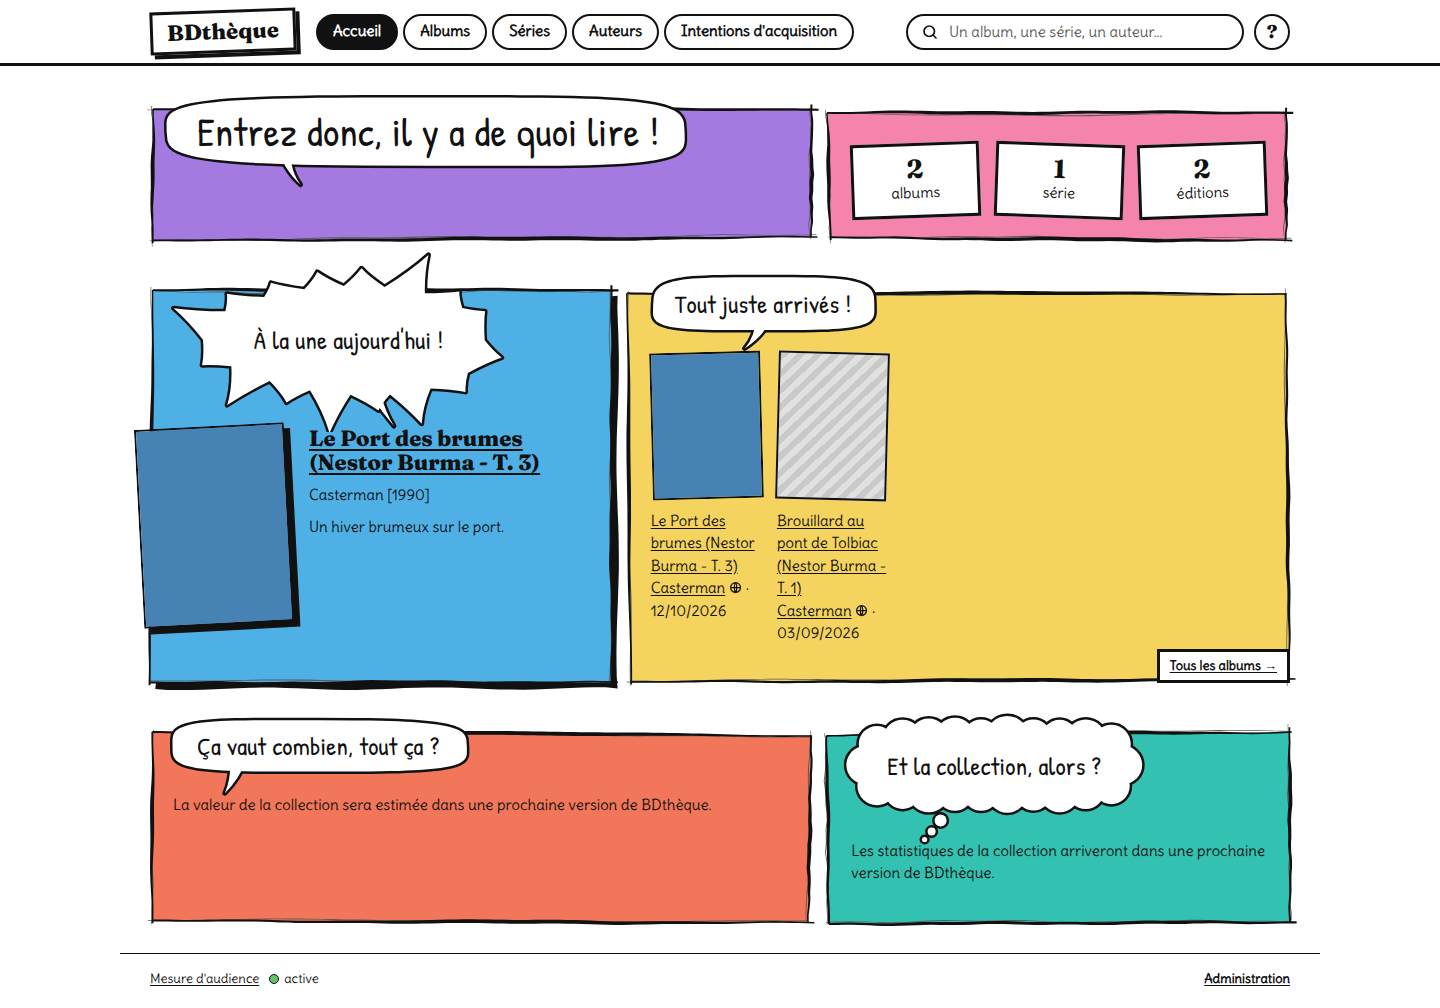 BDthèque
Accueil
Albums
Séries
Auteurs
Intentions d'acquisition
Un album, une série, un auteur...
?
Entrez donc, il y a de quoi lire !
2
albums
1
série
2
éditions
À la une aujourd'hui !
Le Port des brumes
(Nestor Burma - T. 3)
Casterman [1990]
Un hiver brumeux sur le port.
Tout juste arrivés !
Le Port des
brumes (Nestor
Burma - T. 3)
Casterman ·
12/10/2026
Brouillard au
pont de Tolbiac
(Nestor Burma -
T. 1)
Casterman ·
03/09/2026
Tous les albums →
Ça vaut combien, tout ça ?
La valeur de la collection sera estimée dans une prochaine version de BDthèque.
Et la collection, alors ?
Les statistiques de la collection arriveront dans une prochaine
version de BDthèque.
Mesure d'audience
active
Administration